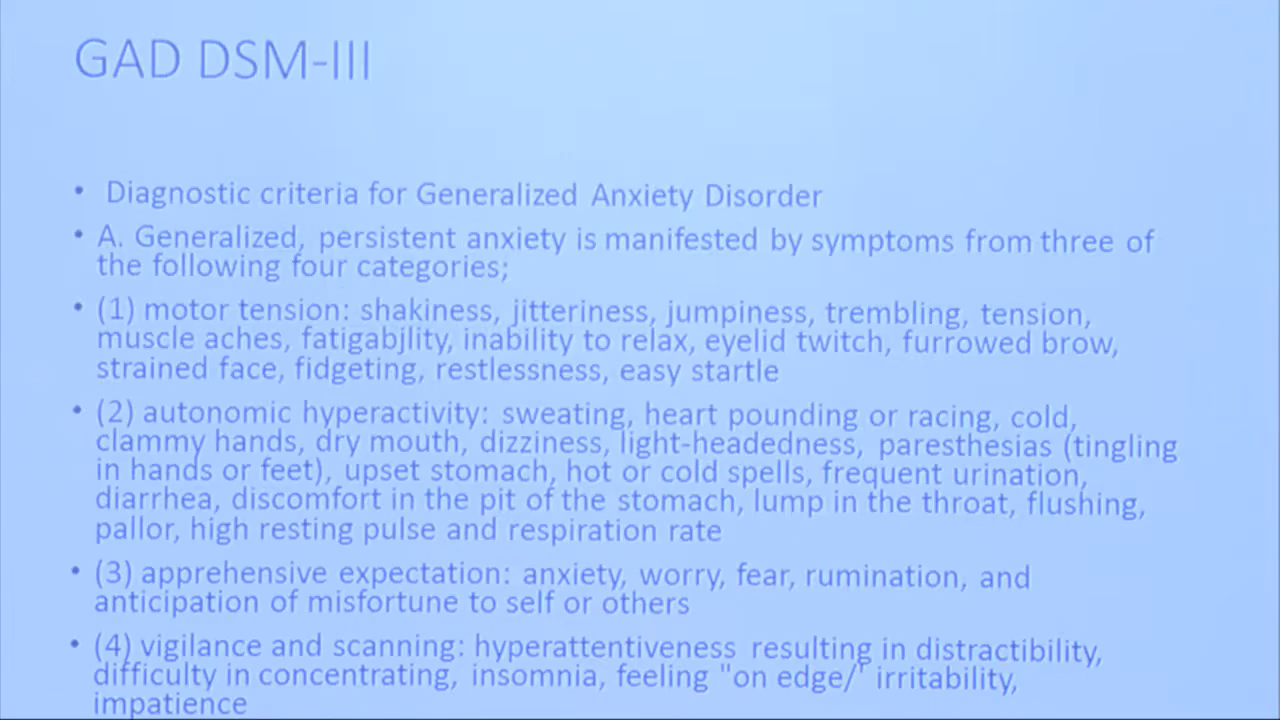 GAD DSM-III
• Diagnostic criteria for Generalized Anxiety Disorder
• A. Generalized, persistent anxiety is manifested by symptoms from three of
the following four categories;
• (1) motor tension: shakiness, jitteriness, jumpiness, trembling, tension,
muscle aches, fatigabjlity, inability to relax, eyelid twitch, furrowed brow,
strained face, fidgeting, restlessness, easy startle
• (2) autonomic hyperactivity: sweating, heart pounding or racing, cold,
clammy hands, dry mouth, dizziness, light-headedness, paresthasias (tingling
in hands or feet), upset stomach, hot or cold spells, frequent urination,
diarrhea, discomfort in the pit of the stomach, lump in the throat, flushing,
pallor, high resting pulse and respiration rate
• (3) apprehensive expectation: anxiety, worry, fear, rumination, and
anticipation of misfortune to self or others
• (4) vigilance and scanning: hyperattentiveness resulting in distractibility,
difficulty in concentrating, insomnia, feeling "on edge/' irritability,
impatience